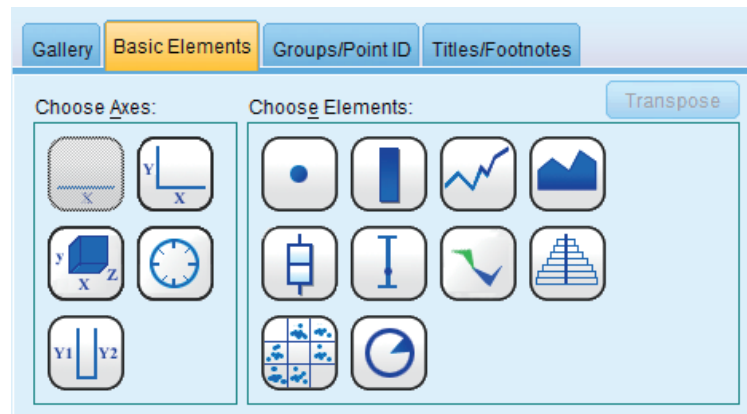 Gallery
Basic Elements
Groups/Point ID
Titles/Footnotes
Choose Axes:
Choose Elements:
Transpose
X
Y
X
y
X
Z
Y1
Y2